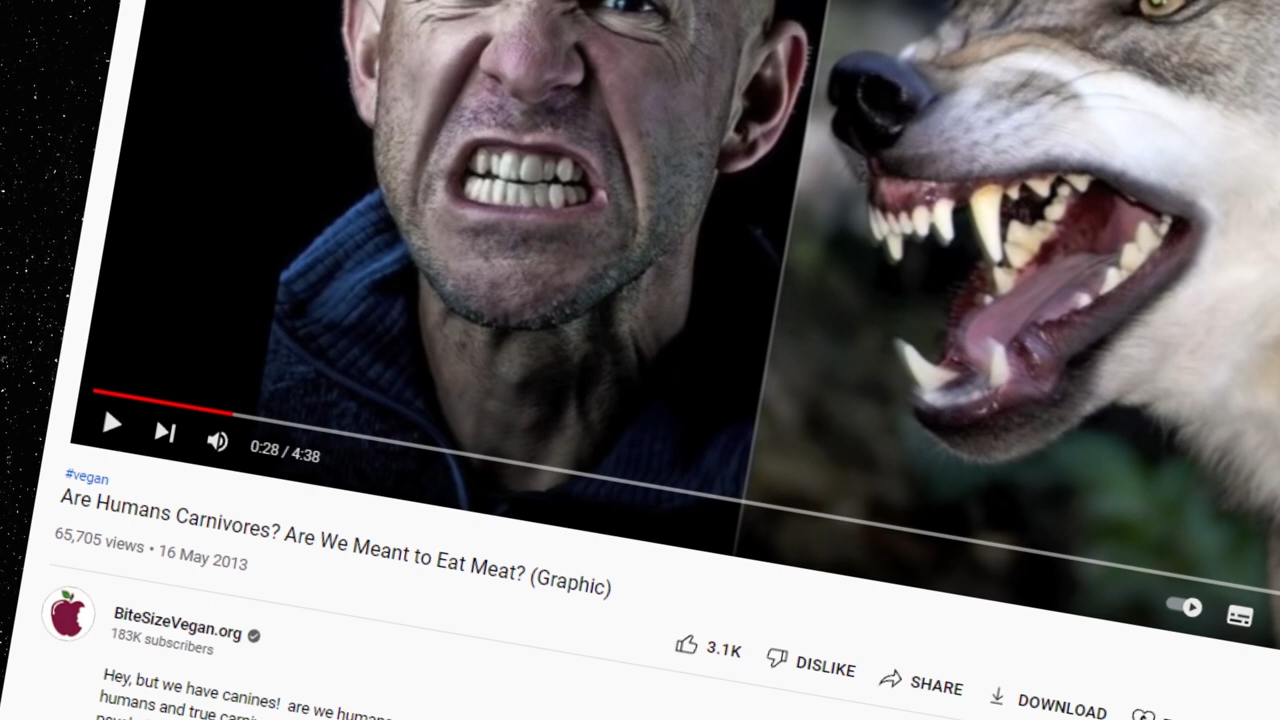 0:28 / 4:38
#vegan
Are Humans Carnivores? Are We Meant to Eat Meat? (Graphic)
65,705 views • 16 May 2013
BiteSizeVegan.org
183K subscribers
3.1K
DISLIKE
SHARE
DOWNLOAD
Hey, but we have canines! are we humans
humans and true